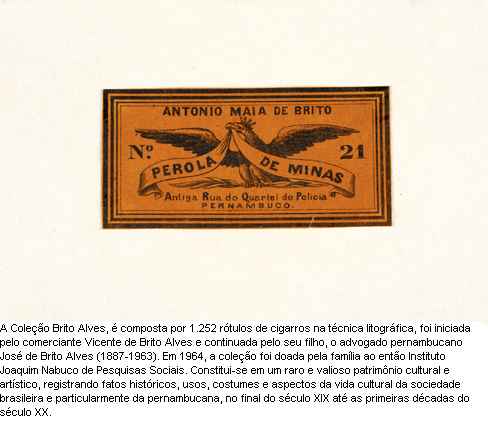 ANTONIO MAIA DE BRITO
Nº. 21
PEROLA DE MINAS
Antiga Rua do Quartel de Policia
PERNAMBUCO.
A Coleção Brito Alves, é composta por 1.252 rótulos de cigarros na técnica litográfica, foi iniciada
pelo comerciante Vicente de Brito Alves e continuada pelo seu filho, o advogado pernambucano
José de Brito Alves (1887-1963). Em 1964, a coleção foi doada pela família ao então Instituto
Joaquim Nabuco de Pesquisas Sociais. Constitui-se em um raro e valioso patrimônio cultural e
artístico, registrando fatos históricos, usos, costumes e aspectos da vida cultural da sociedade
brasileira e particularmente da pernambucana, no final do século XIX até as primeiras décadas do
século XX.